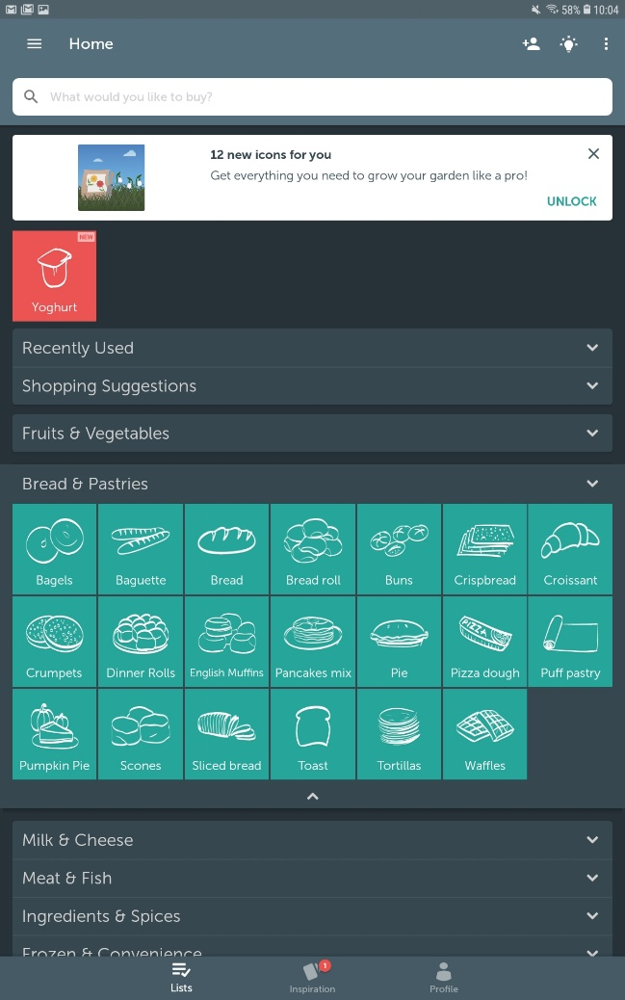 58% 10:04
Home
What would you like to buy?
12 new icons for you
Get everything you need to grow your garden like a pro!
UNLOCK
NEW
Yoghurt
Recently Used
Shopping Suggestions
Fruits & Vegetables
Bread & Pastries
Bagels Baguette Bread Bread roll Buns Crispbread Croissant
PIZZA
Crumpets Dinner Rolls English Muffins Pancakes mix Pie Pizza dough Puff pastry
Pumpkin Pie Scones Sliced bread Toast Tortillas Waffles
Milk & Cheese
Meat & Fish
Ingredients & Spices
Frozen & Convenience
1
Lists Inspiration Profile